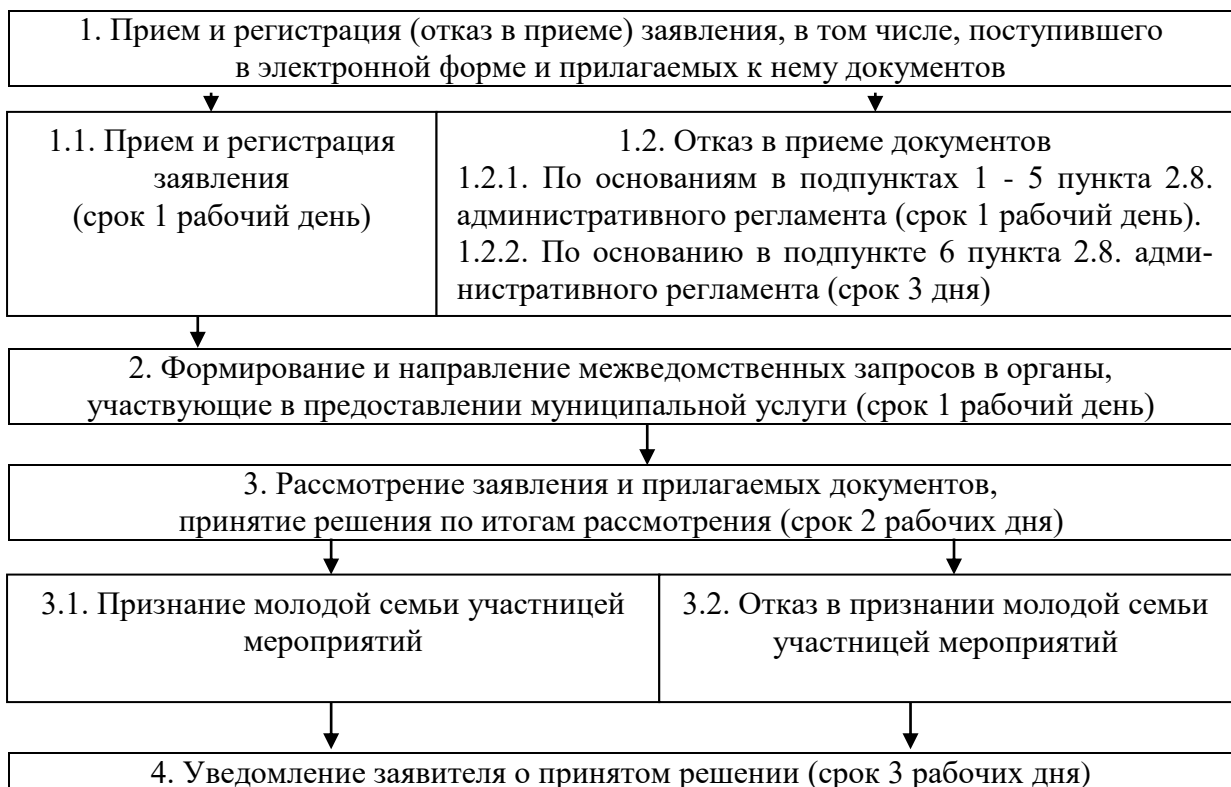 1. Прием и регистрация (отказ в приеме) заявления, в том числе, поступившего
в электронной форме и прилагаемых к нему документов
1.1. Прием и регистрация
заявления
(срок 1 рабочий день)
1.2. Отказ в приеме документов
1.2.1. По основаниям в подпунктах 1 - 5 пункта 2.8.
административного регламента (срок 1 рабочий день).
1.2.2. По основанию в подпункте 6 пункта 2.8. адми-
нистративного регламента (срок 3 дня)
2. Формирование и направление межведомственных запросов в органы,
участвующие в предоставлении муниципальной услуги (срок 1 рабочий день)
3. Рассмотрение заявления и прилагаемых документов,
принятие решения по итогам рассмотрения (срок 2 рабочих дня)
3.1. Признание молодой семьи участницей
мероприятий
3.2. Отказ в признании молодой семьи
участницей мероприятий
4. Уведомление заявителя о принятом решении (срок 3 рабочих дня)